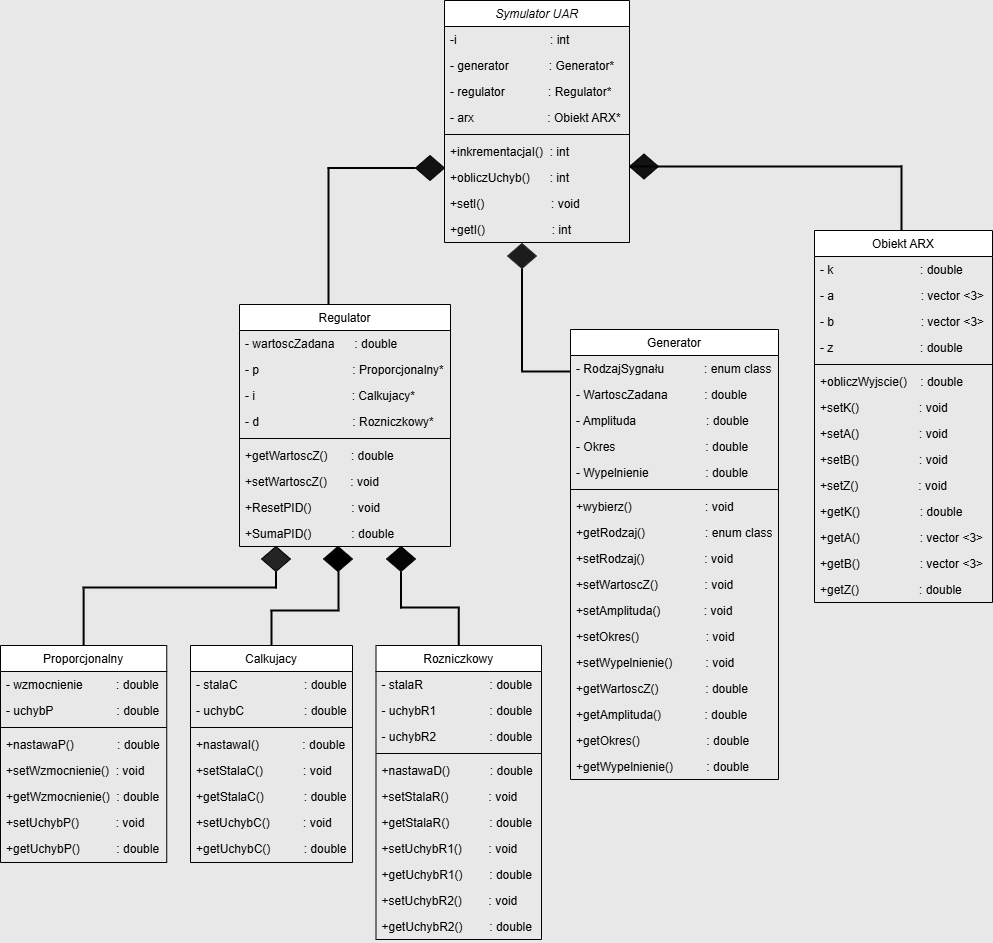 Symulator UAR
-i : int
- generator : Generator*
- regulator : Regulator*
- arx : Obiekt ARX*
+inkrementacjaI() : int
+obliczUchyb() : int
+setI() : void
+getI() : int
Regulator
- wartoscZadana : double
- p : Proporcjonalny*
- i : Calkujacy*
- d : Rozniczkowy*
+getWartoscZ() : double
+setWartoscZ() : void
+ResetPID() : void
+SumaPID() : double
Generator
- RodzajSygnału : enum class
- WartoscZadana : double
- Amplituda : double
- Okres : double
- Wypelnienie : double
+wybierz() : void
+getRodzaj() : enum class
+setRodzaj() : void
+setWartoscZ() : void
+setAmplituda() : void
+setOkres() : void
+setWypelnienie() : void
+getWartoscZ() : double
+getAmplituda() : double
+getOkres() : double
+getWypelnienie() : double
Obiekt ARX
- k : double
- a : vector <3>
- b : vector <3>
- z : double
+obliczWyjscie() : double
+setK() : void
+setA() : void
+setB() : void
+setZ() : void
+getK() : double
+getA() : vector <3>
+getB() : vector <3>
+getZ() : double
Proporcjonalny
- wzmocnienie : double
- uchybP : double
+nastawaP() : double
+setWzmocnienie() : void
+getWzmocnienie() : double
+setUchybP() : void
+getUchybP() : double
Calkujacy
- stalaC : double
- uchybC : double
+nastawaI() : double
+setStalaC() : void
+getStalaC() : double
+setUchybC() : void
+getUchybC() : double
Rozniczkowy
- stalaR : double
- uchybR1 : double
- uchybR2 : double
+nastawaD() : double
+setStalaR() : void
+getStalaR() : double
+setUchybR1() : void
+getUchybR1() : double
+setUchybR2() : void
+getUchybR2() : double